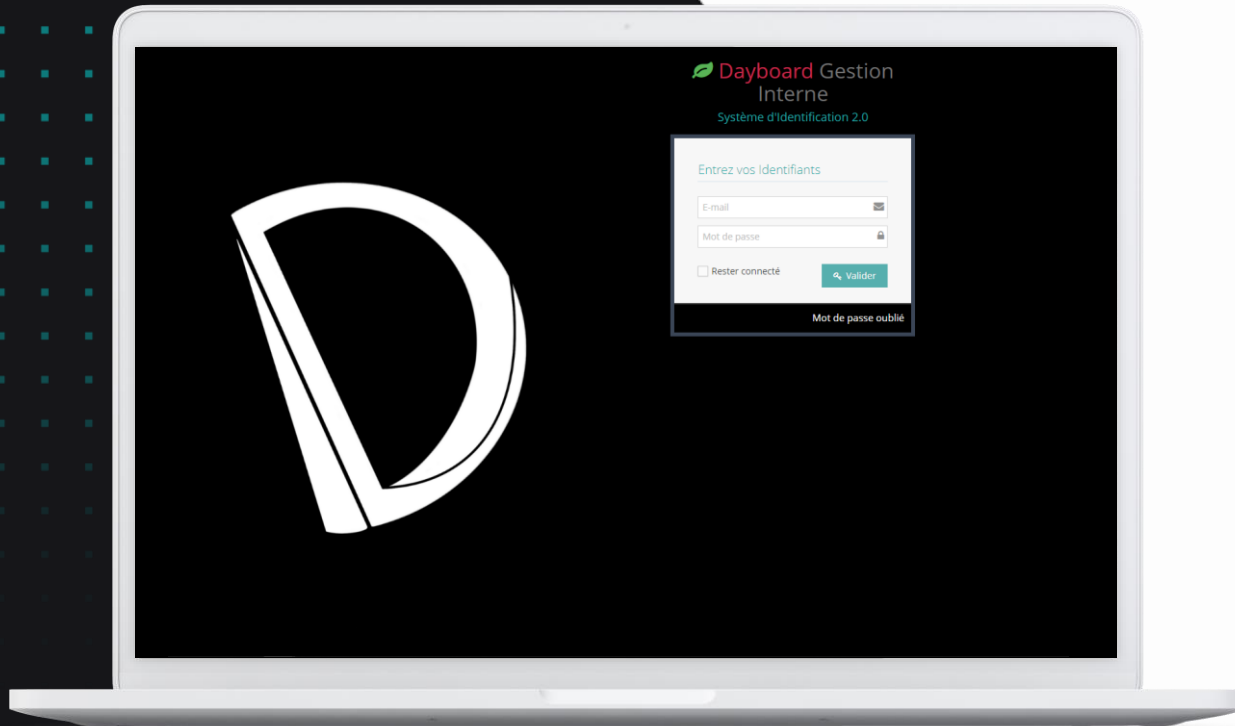 Dayboard Gestion
Interne
Système d'Identification 2.0
Entrez vos Identifiants
E-mail
Mot de passe
Rester connecté
Valider
Mot de passe oublié